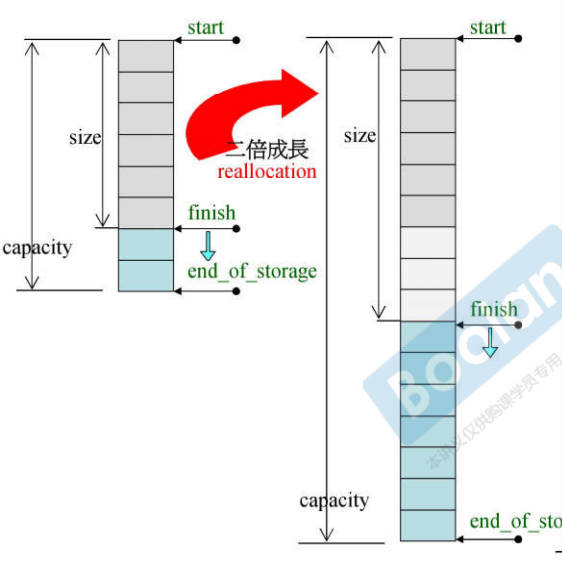 start
size
二倍成長
reallocation
finish
capacity
end_of_storage
start
size
finish
capacity
end_of_sto
Boolan
本讲义仅供购课学员专用